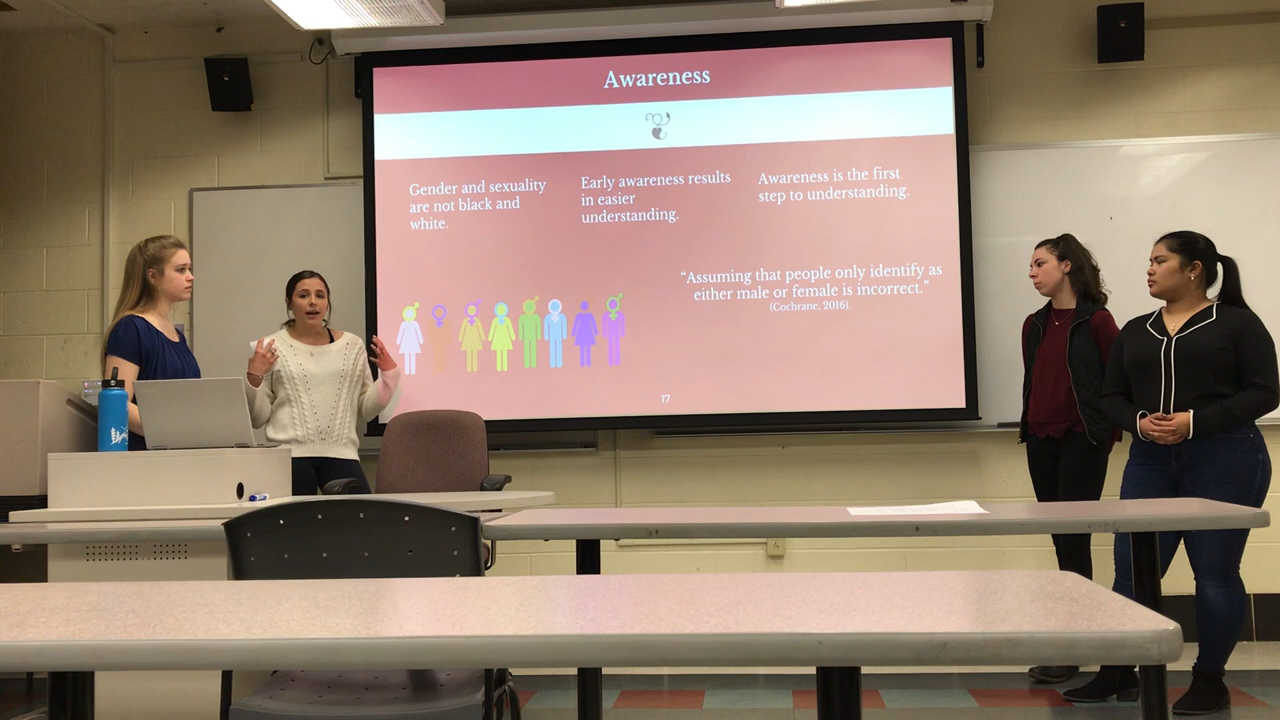 Awareness
Gender and sexuality
are not black and
white.
Early awareness results
in easier
understanding.
Awareness is the first
step to understanding.
“Assuming that people only identify as
either male or female is incorrect.”
(Cochrane, 2016).
17